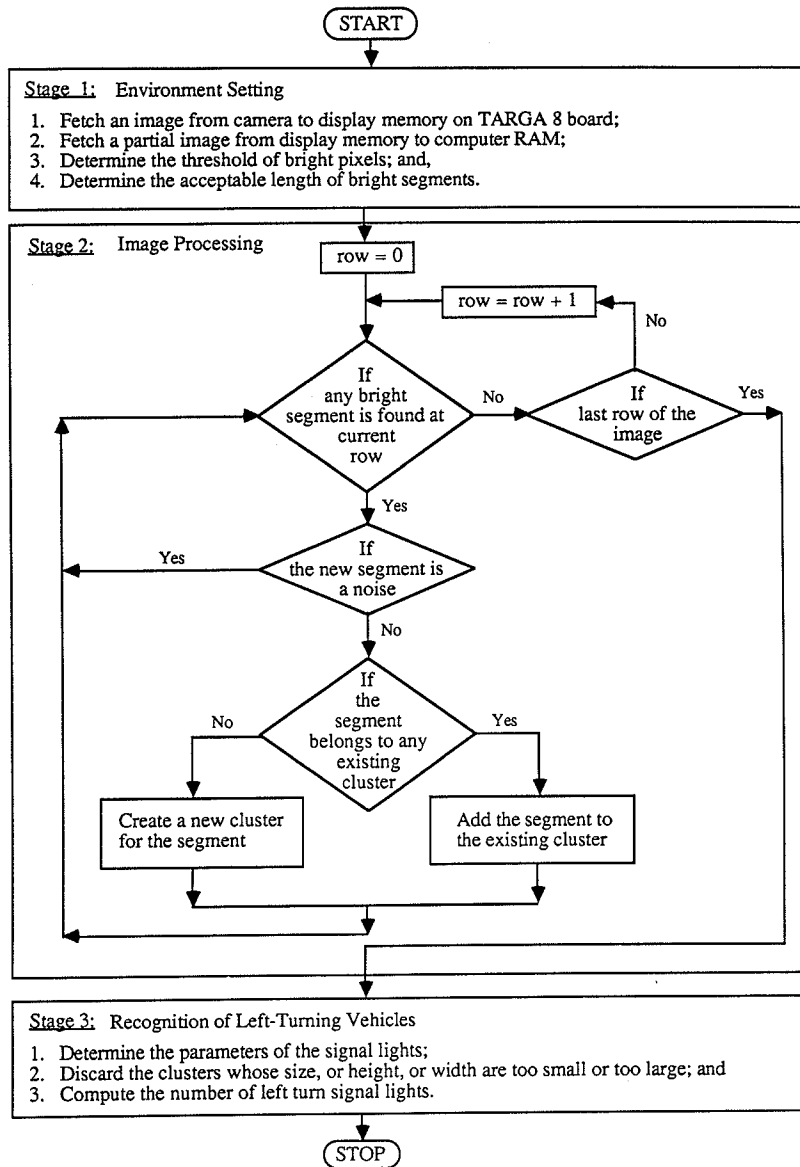 START
Stage 1: Environment Setting
1. Fetch an image from camera to display memory on TARGA 8 board;
2. Fetch a partial image from display memory to computer RAM;
3. Determine the threshold of bright pixels; and,
4. Determine the acceptable length of bright segments.
Stage 2: Image Processing
row = 0
row = row + 1
No
If
any bright
segment is found at
current
row
No
If
last row of the
image
Yes
Yes
If
the new segment is
a noise
Yes
No
If
the
segment
belongs to any
existing
cluster
No
Yes
Create a new cluster
for the segment
Add the segment to
the existing cluster
Stage 3: Recognition of Left-Turning Vehicles
1. Determine the parameters of the signal lights;
2. Discard the clusters whose size, or height, or width are too small or too large; and
3. Compute the number of left turn signal lights.
STOP